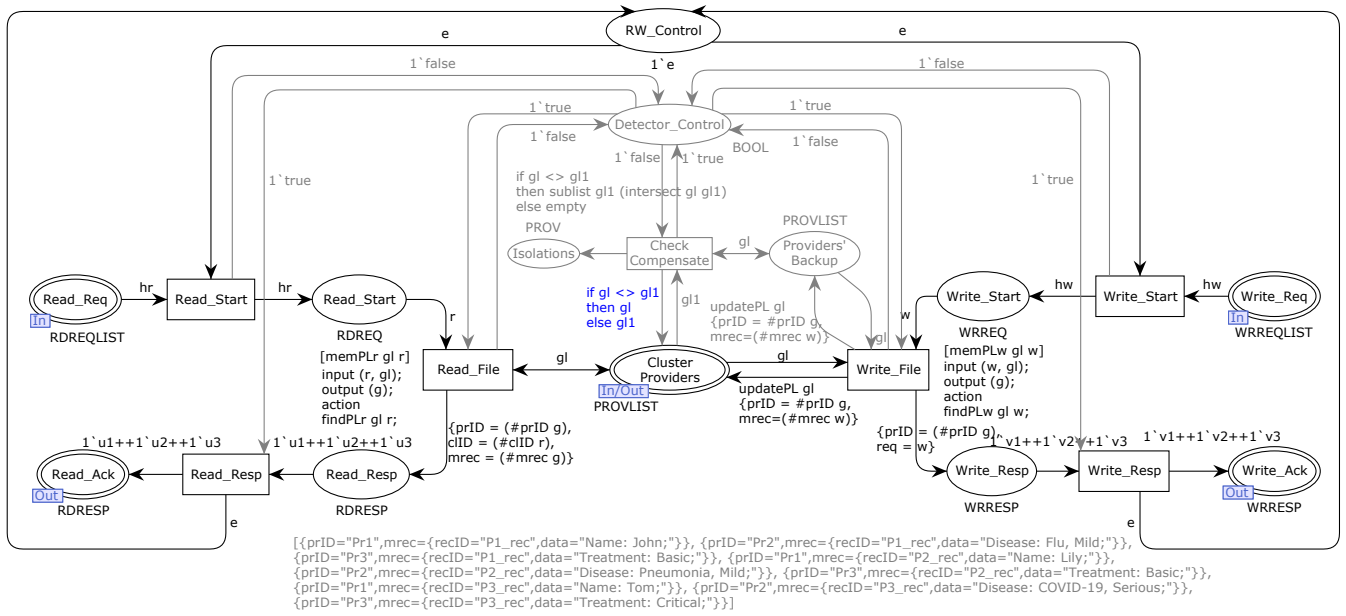 RW_Control
e
e
1`false
1`e
1`false
1`true
1`true
Detector_Control
1`false
1`false
BOOL
1`false
1`true
1`true
1`true
if gl <> gl1
then sublist gl1 (intersect gl gl1)
else empty
PROV
PROVLIST
Isolations
Check
Compensate
gl
Providers'
Backup
Read_Req
In
RDREQLIST
hr
Read_Start
hr
Read_Start
RDREQ
r
if gl <> gl1
then gl
else gl1
gl1
updatePL gl
{prID = #prID g,
mrec=(#mrec w)}
gl
w
Write_Start
WRREQ
hw
Write_Start
hw
Write_Req
In
WRREQLIST
[memPLr gl r]
input (r, gl);
output (g);
action
findPLr gl r;
Read_File
gl
Cluster
Providers
In/Out
PROVLIST
gl
updatePL gl
{prID = #prID g,
mrec=(#mrec w)}
Write_File
[memPLw gl w]
input (w, gl);
output (g);
action
findPLw gl w;
{prID = (#prID g),
clID = (#clID r),
mrec = (#mrec g)}
{prID = (#prID g),
req = w}
1`u1++1`u2++1`u3
1`u1++1`u2++1`u3
1`v1++1`v2++1`v3
1`v1++1`v2++1`v3
Read_Ack
Out
RDRESP
Read_Resp
Read_Resp
RDRESP
Write_Resp
WRRESP
Write_Resp
Write_Ack
Out
WRRESP
e
e
[{prID="Pr1",mrec={recID="P1_rec",data="Name: John;"}}, {prID="Pr2",mrec={recID="P1_rec",data="Disease: Flu, Mild;"}},
{prID="Pr3",mrec={recID="P1_rec",data="Treatment: Basic;"}}, {prID="Pr1",mrec={recID="P2_rec",data="Name: Lily;"}},
{prID="Pr2",mrec={recID="P2_rec",data="Disease: Pneumonia, Mild;"}}, {prID="Pr3",mrec={recID="P2_rec",data="Treatment: Basic;"}},
{prID="Pr1",mrec={recID="P3_rec",data="Name: Tom;"}}, {prID="Pr2",mrec={recID="P3_rec",data="Disease: COVID-19, Serious;"}},
{prID="Pr3",mrec={recID="P3_rec",data="Treatment: Critical;"}}]